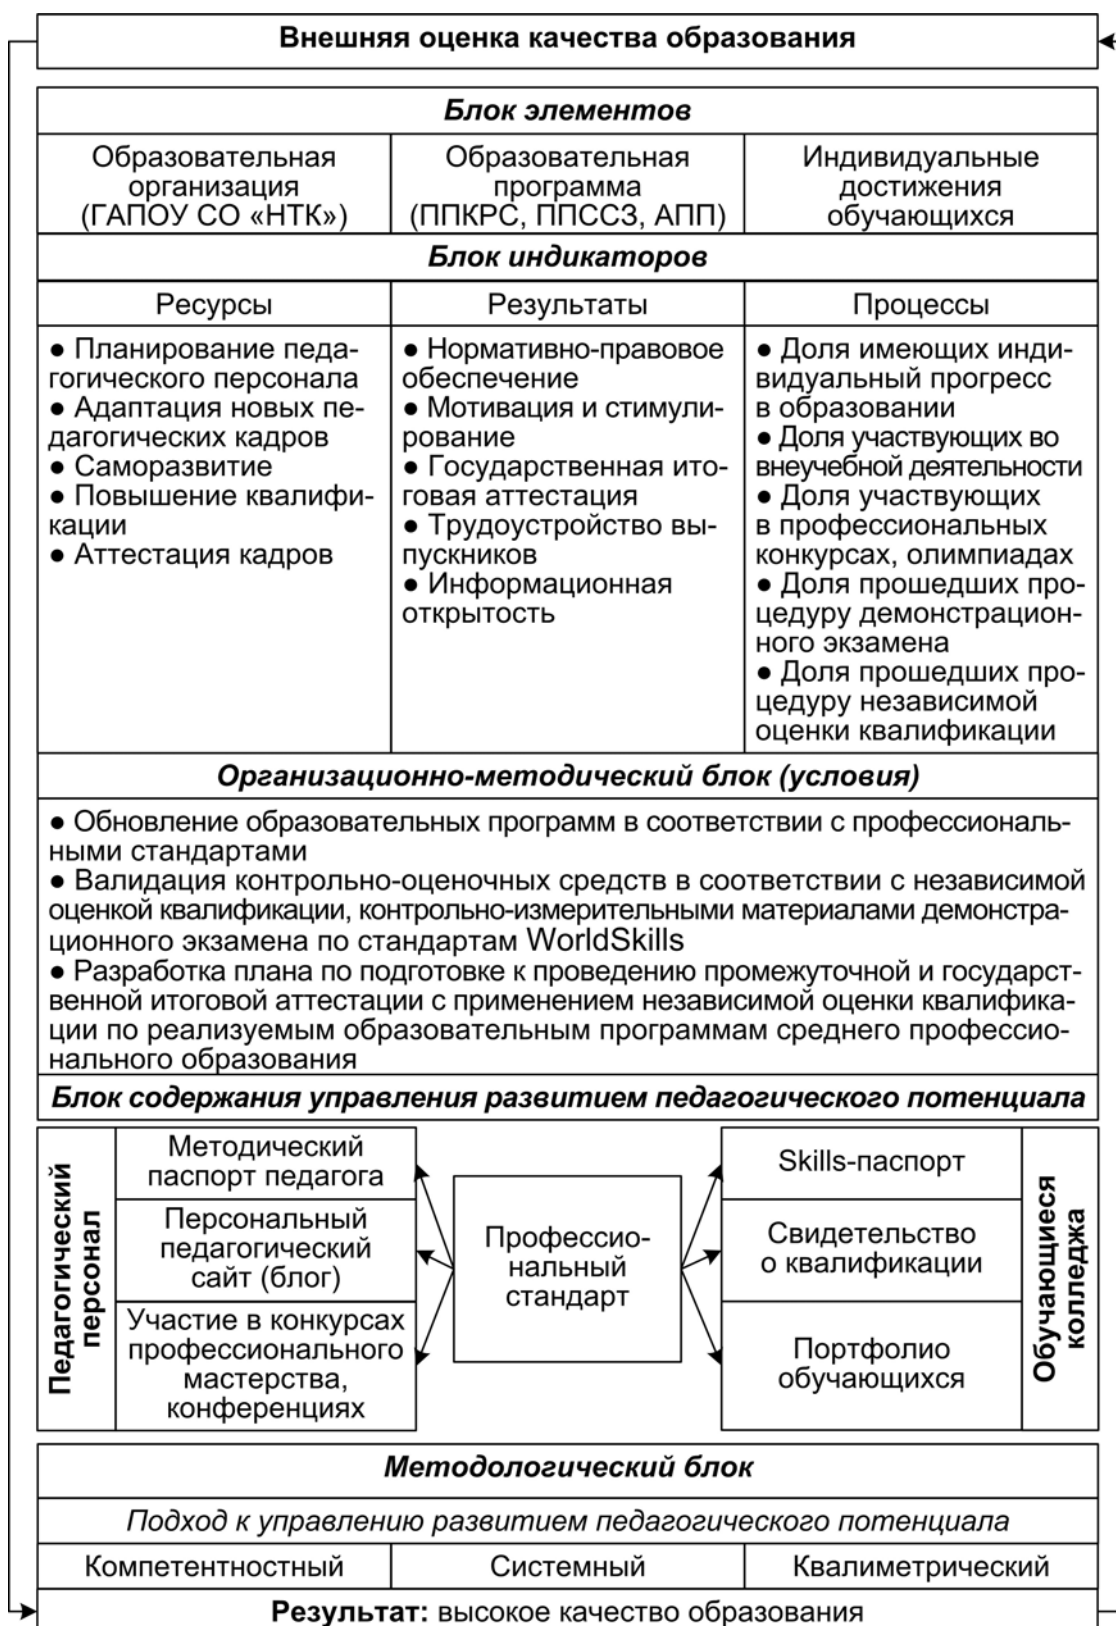 Внешняя оценка качества образования
Блок элементов
Образовательная
организация
(ГАПОУ СО «НТК»)
Образовательная
программа
(ППКРС, ППССЗ, АПП)
Индивидуальные
достижения
обучающихся
Блок индикаторов
Ресурсы
Результаты
Процессы
● Планирование педа-
гогического персонала
● Адаптация новых пе-
дагогических кадров
● Саморазвитие
● Повышение квалифи-
кации
● Аттестация кадров
● Нормативно-правовое
обеспечение
● Мотивация и стимули-
рование
● Государственная ито-
говая аттестация
● Трудоустройство вы-
пускников
● Информационная
открытость
● Доля имеющих инди-
видуальный прогресс
в образовании
● Доля участвующих во
внеучебной деятельности
● Доля участвующих
в профессиональных
конкурсах, олимпиадах
● Доля прошедших про-
цедуру демонстрацион-
ного экзамена
● Доля прошедших про-
цедуру независимой
оценки квалификации
Организационно-методический блок (условия)
● Обновление образовательных программ в соответствии с профессиональ-
ными стандартами
● Валидация контрольно-оценочных средств в соответствии с независимой
оценкой квалификации, контрольно-измерительными материалами демонстра-
ционного экзамена по стандартам WorldSkills
● Разработка плана по подготовке к проведению промежуточной и государст-
венной итоговой аттестации с применением независимой оценки квалифика-
ции по реализуемым образовательным программам среднего профессио-
нального образования
Блок содержания управления развитием педагогического потенциала
Педагогический
персонал
Методический
паспорт педагога
Персональный
педагогический
сайт (блог)
Участие в конкурсах
профессионального
мастерства,
конференциях
Профессио-
нальный
стандарт
Skills-паспорт
Свидетельство
о квалификации
Портфолио
обучающихся
Обучающиеся
колледжа
Методологический блок
Подход к управлению развитием педагогического потенциала
Компетентностный
Системный
Квалиметрический
Результат: высокое качество образования